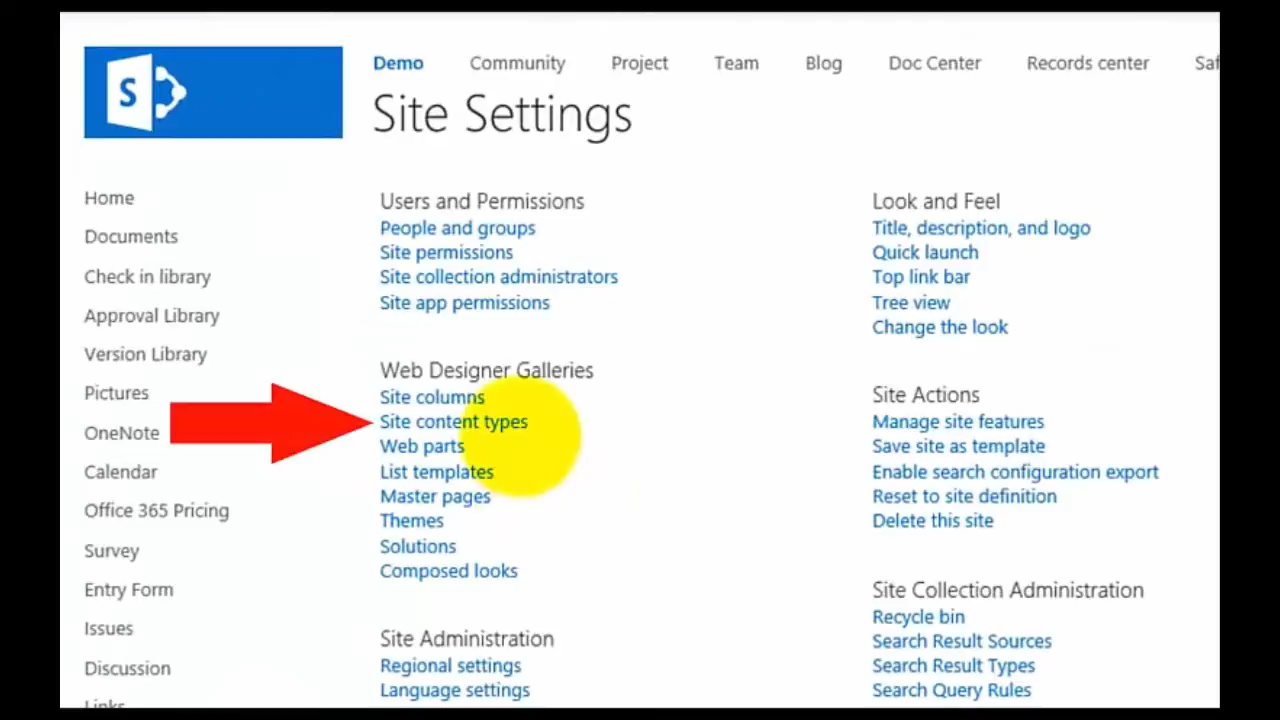 S
Demo Community Project Team Blog Doc Center Records center Saf
Site Settings
Home
Documents
Check in library
Approval Library
Version Library
Pictures
OneNote
Calendar
Office 365 Pricing
Survey
Entry Form
Issues
Discussion
Links
Users and Permissions
People and groups
Site permissions
Site collection administrators
Site app permissions
Web Designer Galleries
Site columns
Site content types
Web parts
List templates
Master pages
Themes
Solutions
Composed looks
Site Administration
Regional settings
Language settings
Look and Feel
Title, description, and logo
Quick launch
Top link bar
Tree view
Change the look
Site Actions
Manage site features
Save site as template
Enable search configuration export
Reset to site definition
Delete this site
Site Collection Administration
Recycle bin
Search Result Sources
Search Result Types
Search Query Rules